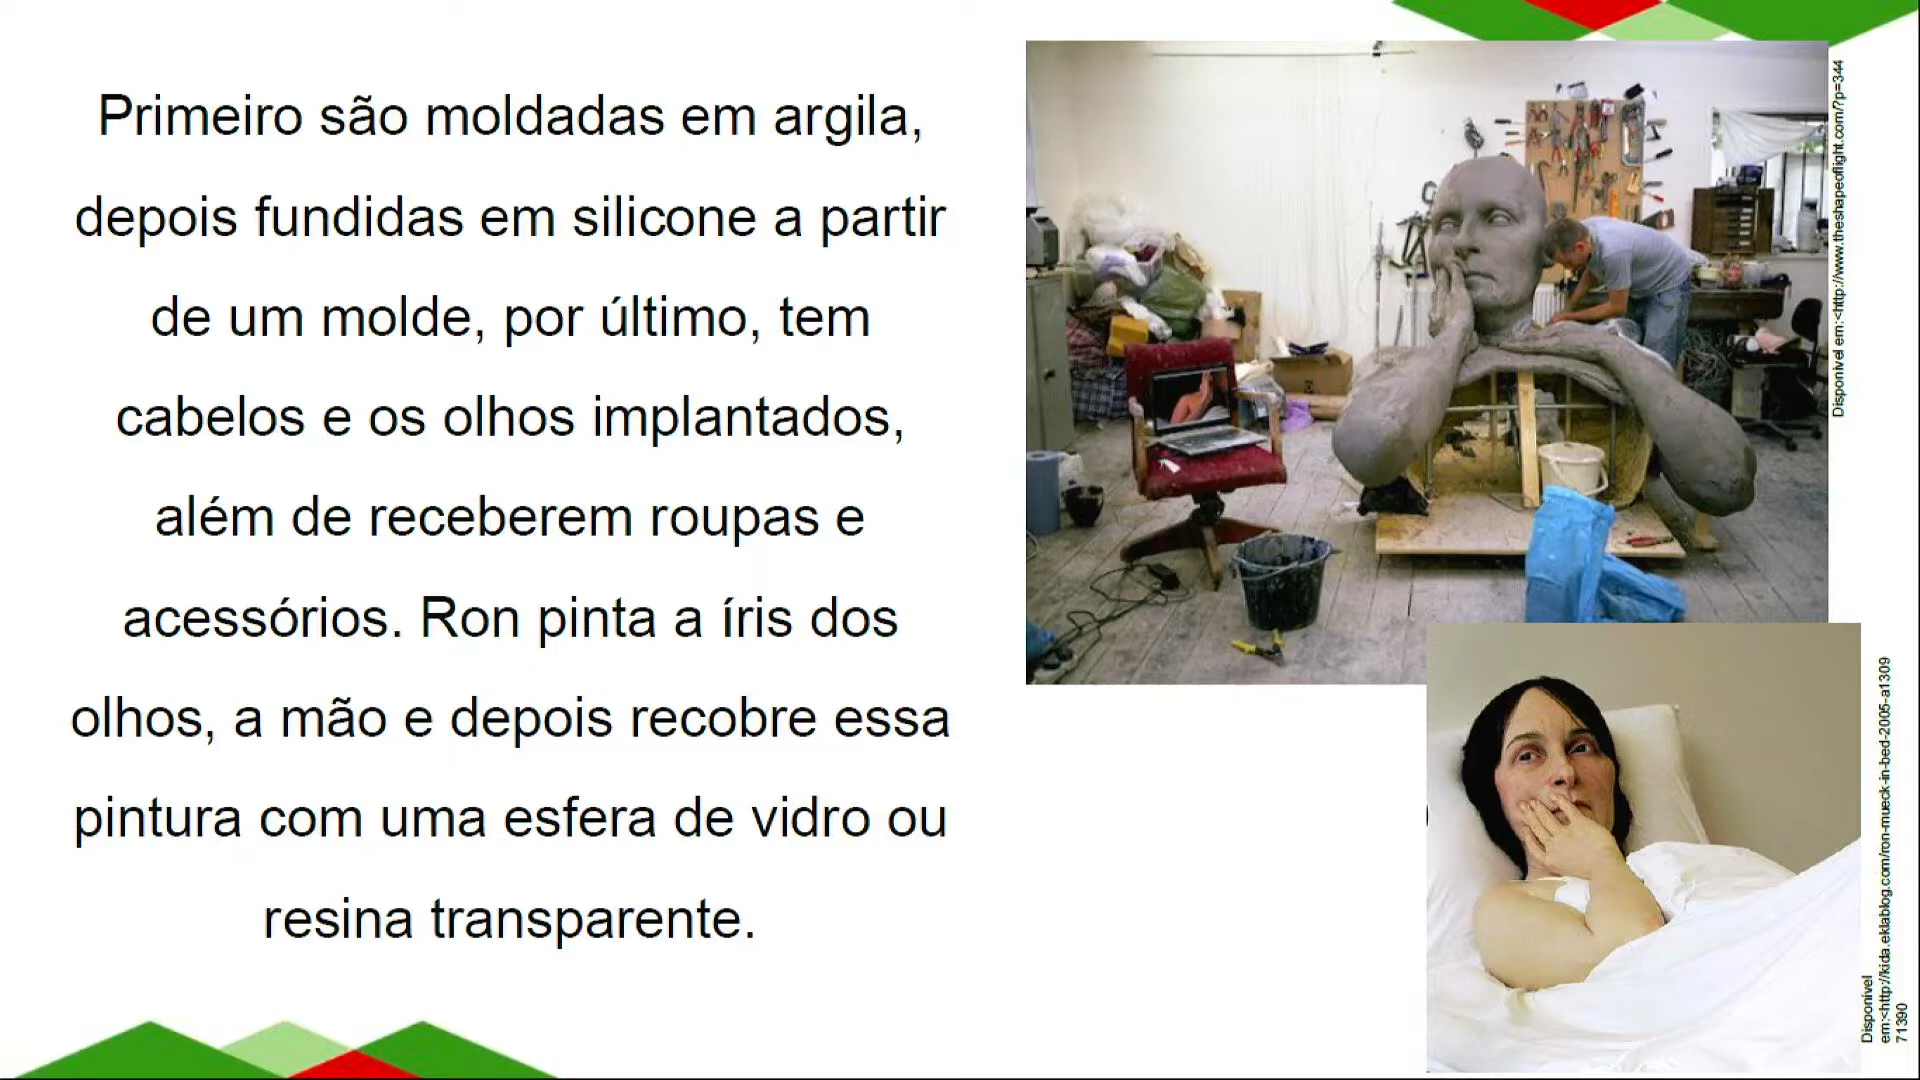 Primeiro são moldadas em argila,
depois fundidas em silicone a partir
de um molde, por último, tem
cabelos e os olhos implantados,
além de receberem roupas e
acessórios. Ron pinta a íris dos
olhos, a mão e depois recobre essa
pintura com uma esfera de vidro ou
resina transparente.
Disponível em:<http://www.theshapeoflight.com/?p=344
Disponível
em:<http://kida.eklablog.com/ron-mueck-in-bed-2005-a1309
71390